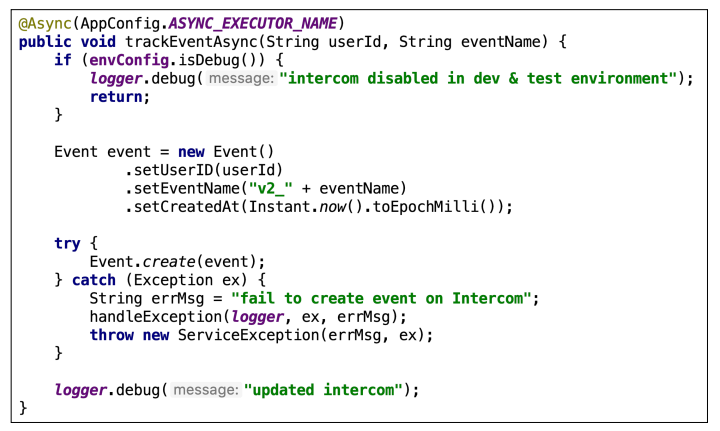 @Async(AppConfig.ASYNC_EXECUTOR_NAME)
public void trackEventAsync(String userId, String eventName) {
    if (envConfig.isDebug()) {
        logger.debug( message: "intercom disabled in dev & test environment");
        return;
    }

    Event event = new Event()
            .setUserID(userId)
            .setEventName("v2_" + eventName)
            .setCreatedAt(Instant.now().toEpochMilli());

    try {
        Event.create(event);
    } catch (Exception ex) {
        String errMsg = "fail to create event on Intercom";
        handleException(logger, ex, errMsg);
        throw new ServiceException(errMsg, ex);
    }

    logger.debug( message: "updated intercom");
}